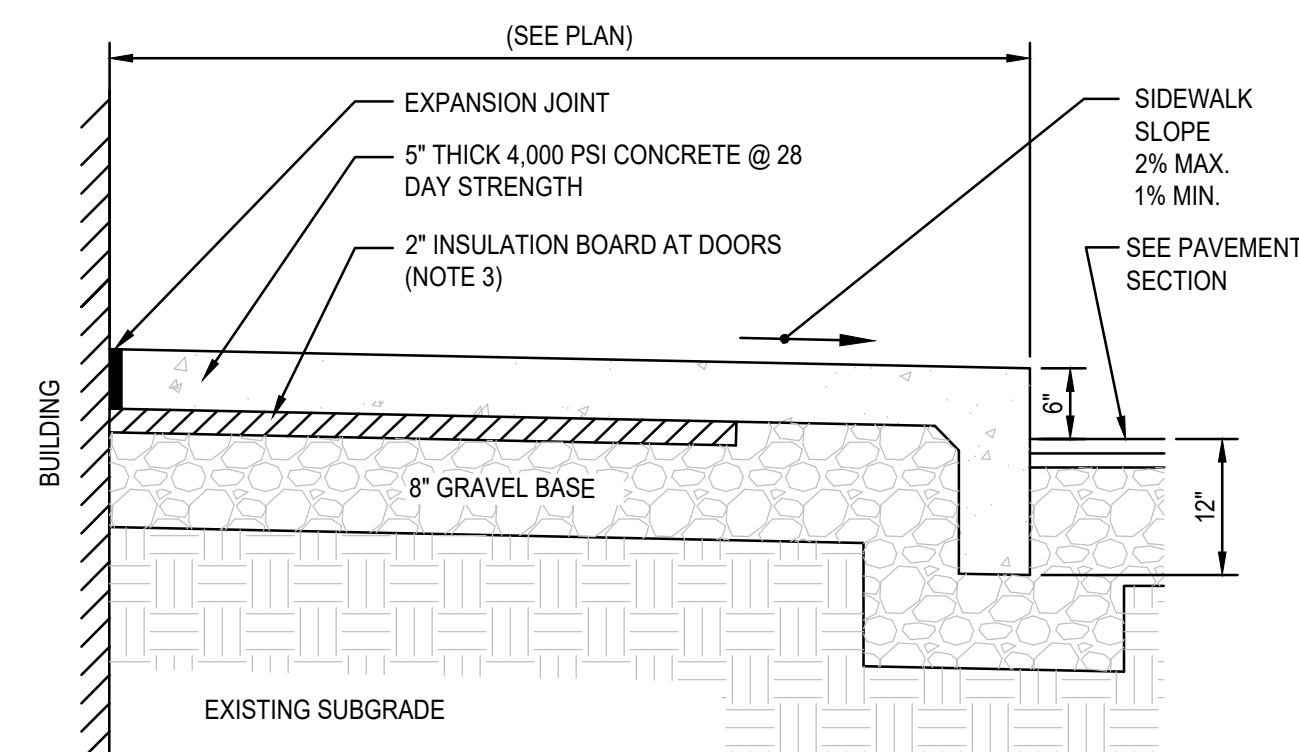 (SEE PLAN)
EXPANSION JOINT
5" THICK 4,000 PSI CONCRETE @ 28
DAY STRENGTH
2" INSULATION BOARD AT DOORS
(NOTE 3)
SIDEWALK
SLOPE
2% MAX.
1% MIN.
SEE PAVEMENT
SECTION
BUILDING
6"
12"
8" GRAVEL BASE
EXISTING SUBGRADE